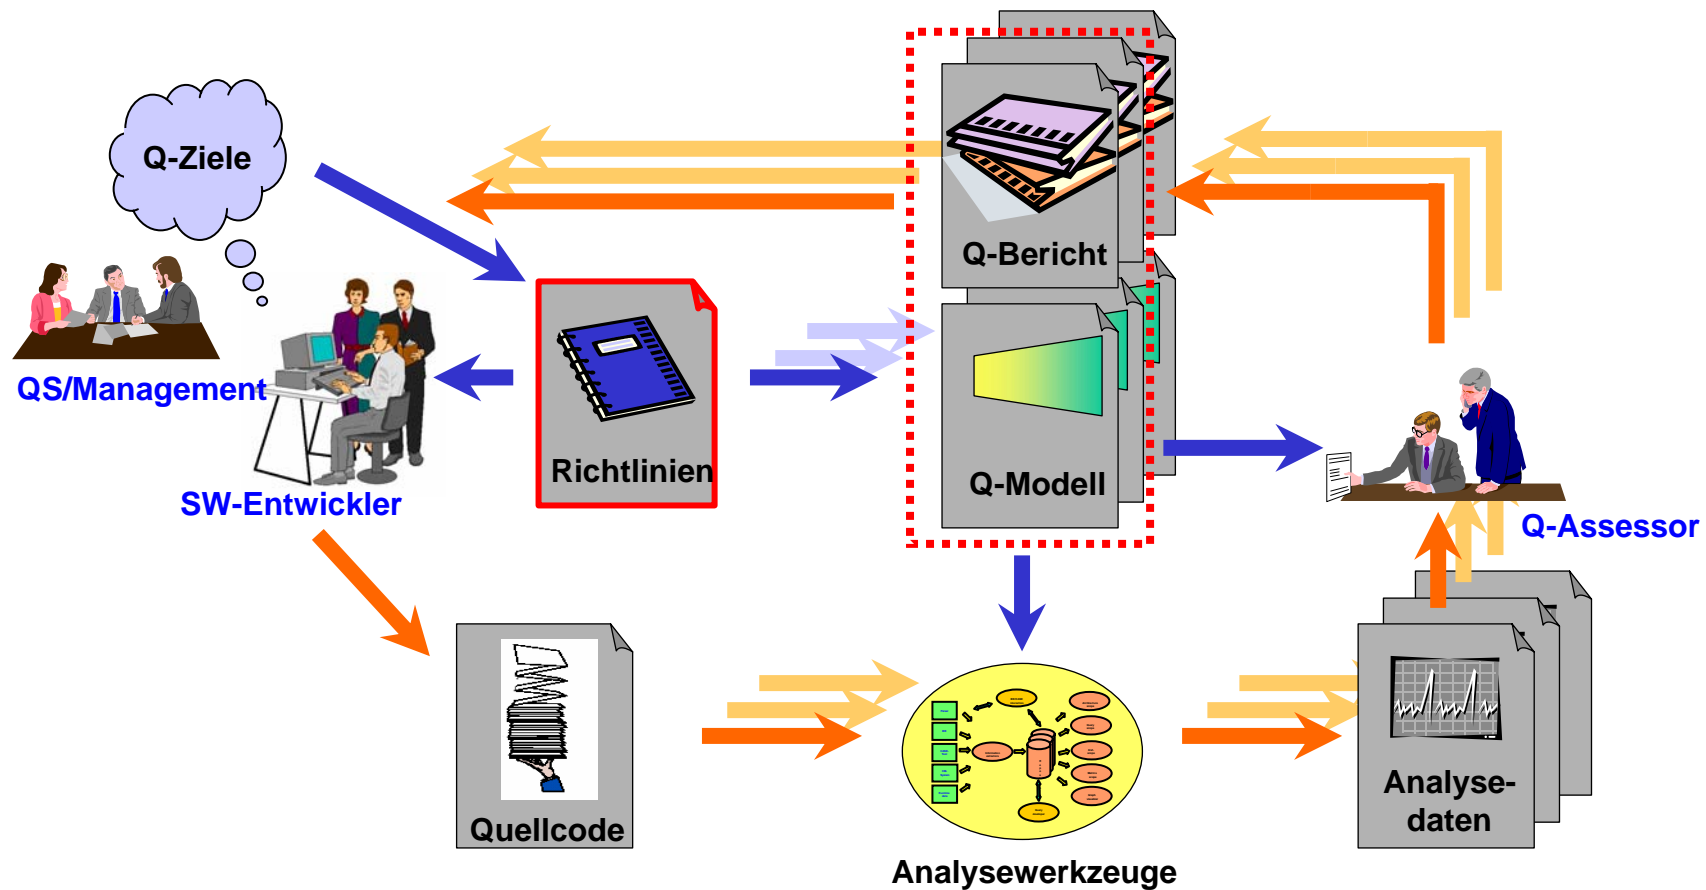 Q-Ziele
Q-Bericht
QS/Management
Richtlinien
Q-Modell
SW-Entwickler
Q-Assessor
Quellcode
Analyse-
daten
Analysewerkzeuge